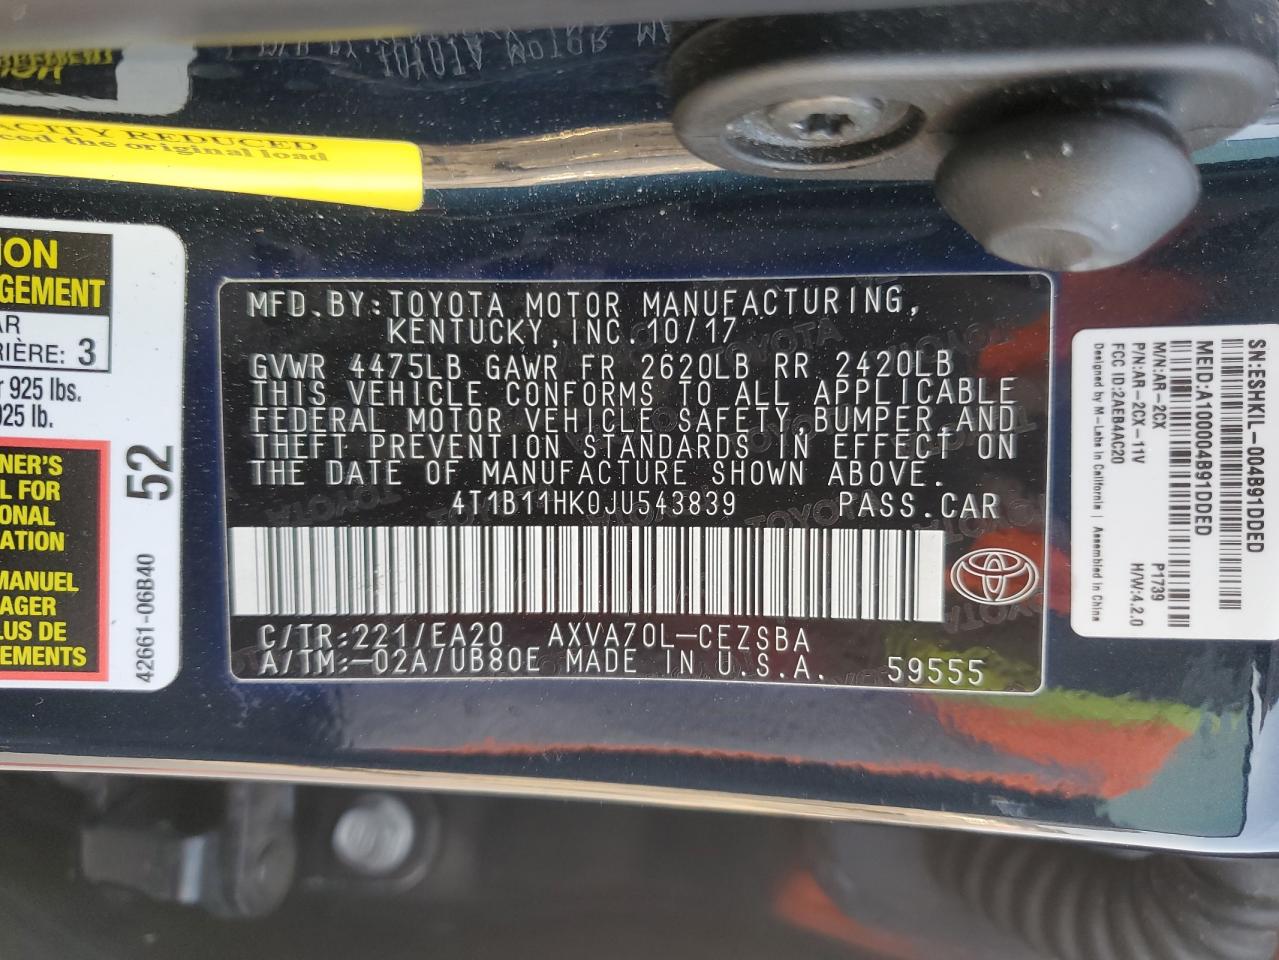 ACITY REDUCED
ced the original load
ION
GEMENT
AR
RIÈRE: 3
925 lbs.
925 lb.
NER'S
L FOR
ONAL
ATION
MANUEL
AGER
LUS DE
EMENTS
52
42661-06B40
MFD.BY:TOYOTA MOTOR MANUFACTURING,
KENTUCKY,INC.10/17
GVWR 4475LB GAWR FR 2620LB RR 2420LB
THIS VEHICLE CONFORMS TO ALL APPLICABLE
FEDERAL MOTOR VEHICLE SAFETY,BUMPER,AND
THEFT PREVENTION STANDARDS IN EFFECT ON
THE DATE OF MANUFACTURE SHOWN ABOVE.
4T1B11HK0JU543839 PASS.CAR
C/TR:221/EA20 AXVA70L-CEZSBA
A/TM:-02A/UB80E MADE IN U.S.A. 59555
SN:ESHKIL-004B91DDED
MEID:A100004B91DDED
M/N:AR-2CX P1739
P/N:AR-2CX-11V H/W:4.2.0
FCC ID:2AEB4AC20
Designed by M-Labs in California | Assembled in China